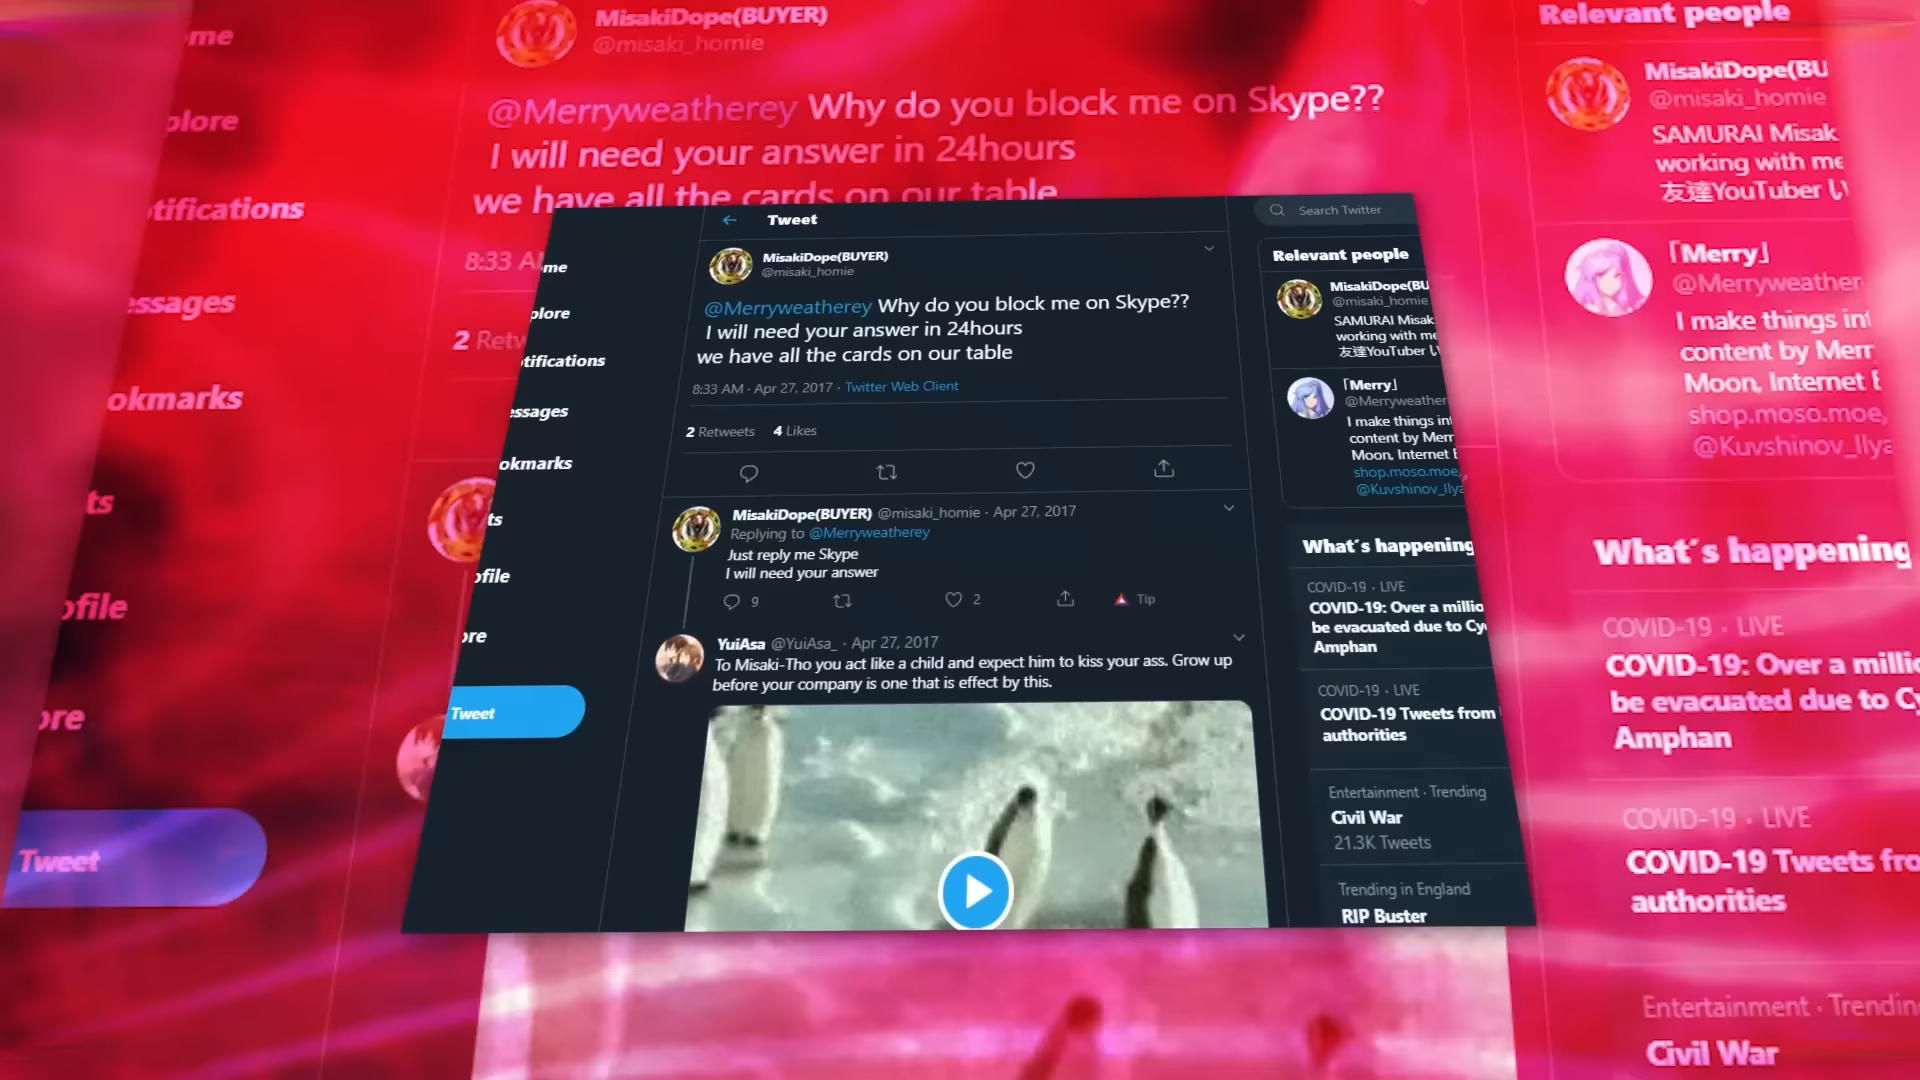 MisakiDope(BUYER)
@misaki_homie
@Merryweatherey Why do you block me on Skype??
I will need your answer in 24hours
we have all the cards on our table
8:33 AM
2 Retw
ome
plore
otifications
essages
okmarks
ts
ofile
ore
Tweet
Relevant people
MisakiDope(BU
@misaki_homie
SAMURAI Misak
working with me
友達YouTuber い
「Merry」
@Merryweather
I make things int
content by Merr
Moon, Internet E
shop.moso.moe,
@Kuvshinov_Ilya
What's happening
COVID-19 · LIVE
COVID-19: Over a millio
be evacuated due to Cy
Amphan
COVID-19 · LIVE
COVID-19 Tweets fro
authorities
Entertainment · Trending
Civil War
ome
plore
otifications
essages
okmarks
ts
ofile
ore
Tweet
Tweet
MisakiDope(BUYER)
@misaki_homie
@Merryweatherey Why do you block me on Skype??
I will need your answer in 24hours
we have all the cards on our table
8:33 AM · Apr 27, 2017 · Twitter Web Client
2 Retweets 4 Likes
MisakiDope(BUYER) @misaki_homie · Apr 27, 2017
Replying to @Merryweatherey
Just reply me Skype
I will need your answer
9 2 Tip
YuiAsa @YuiAsa_ · Apr 27, 2017
To Misaki-Tho you act like a child and expect him to kiss your ass. Grow up
before your company is one that is effect by this.
Search Twitter
Relevant people
MisakiDope(BU
@misaki_homie
SAMURAI Misak
working with me
友達YouTuber い
「Merry」
@Merryweather
I make things int
content by Merr
Moon, Internet E
shop.moso.moe,
@Kuvshinov_Ilya
What's happening
COVID-19 · LIVE
COVID-19: Over a millio
be evacuated due to Cy
Amphan
COVID-19 · LIVE
COVID-19 Tweets from
authorities
Entertainment · Trending
Civil War
21.3K Tweets
Trending in England
RIP Buster